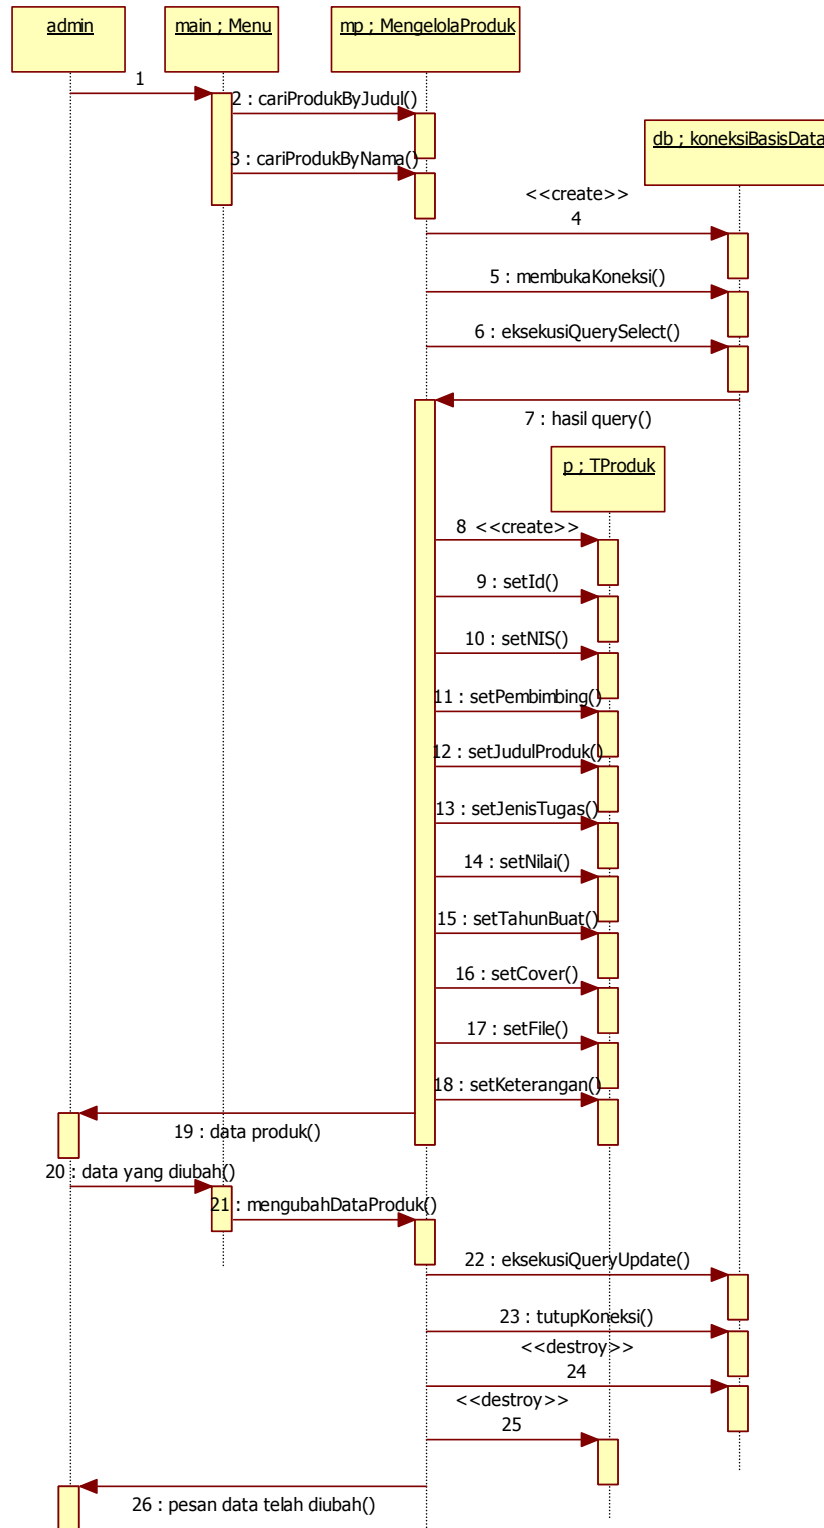 admin
main ; Menu
mp ; MengelolaProduk
1
2 : cariProdukByJudul()
db ; koneksiBasisData
3 : cariProdukByNama()
<<create>>
4
5 : membukaKoneksi()
6 : eksekusiQuerySelect()
7 : hasil query()
p ; TProduk
8 <<create>>
9 : setId()
10 : setNIS()
11 : setPembimbing()
12 : setJudulProduk()
13 : setJenisTugas()
14 : setNilai()
15 : setTahunBuat()
16 : setCover()
17 : setFile()
18 : setKeterangan()
19 : data produk()
20 : data yang diubah()
21 : mengubahDataProduk()
22 : eksekusiQueryUpdate()
23 : tutupKoneksi()
<<destroy>>
24
<<destroy>>
25
26 : pesan data telah diubah()